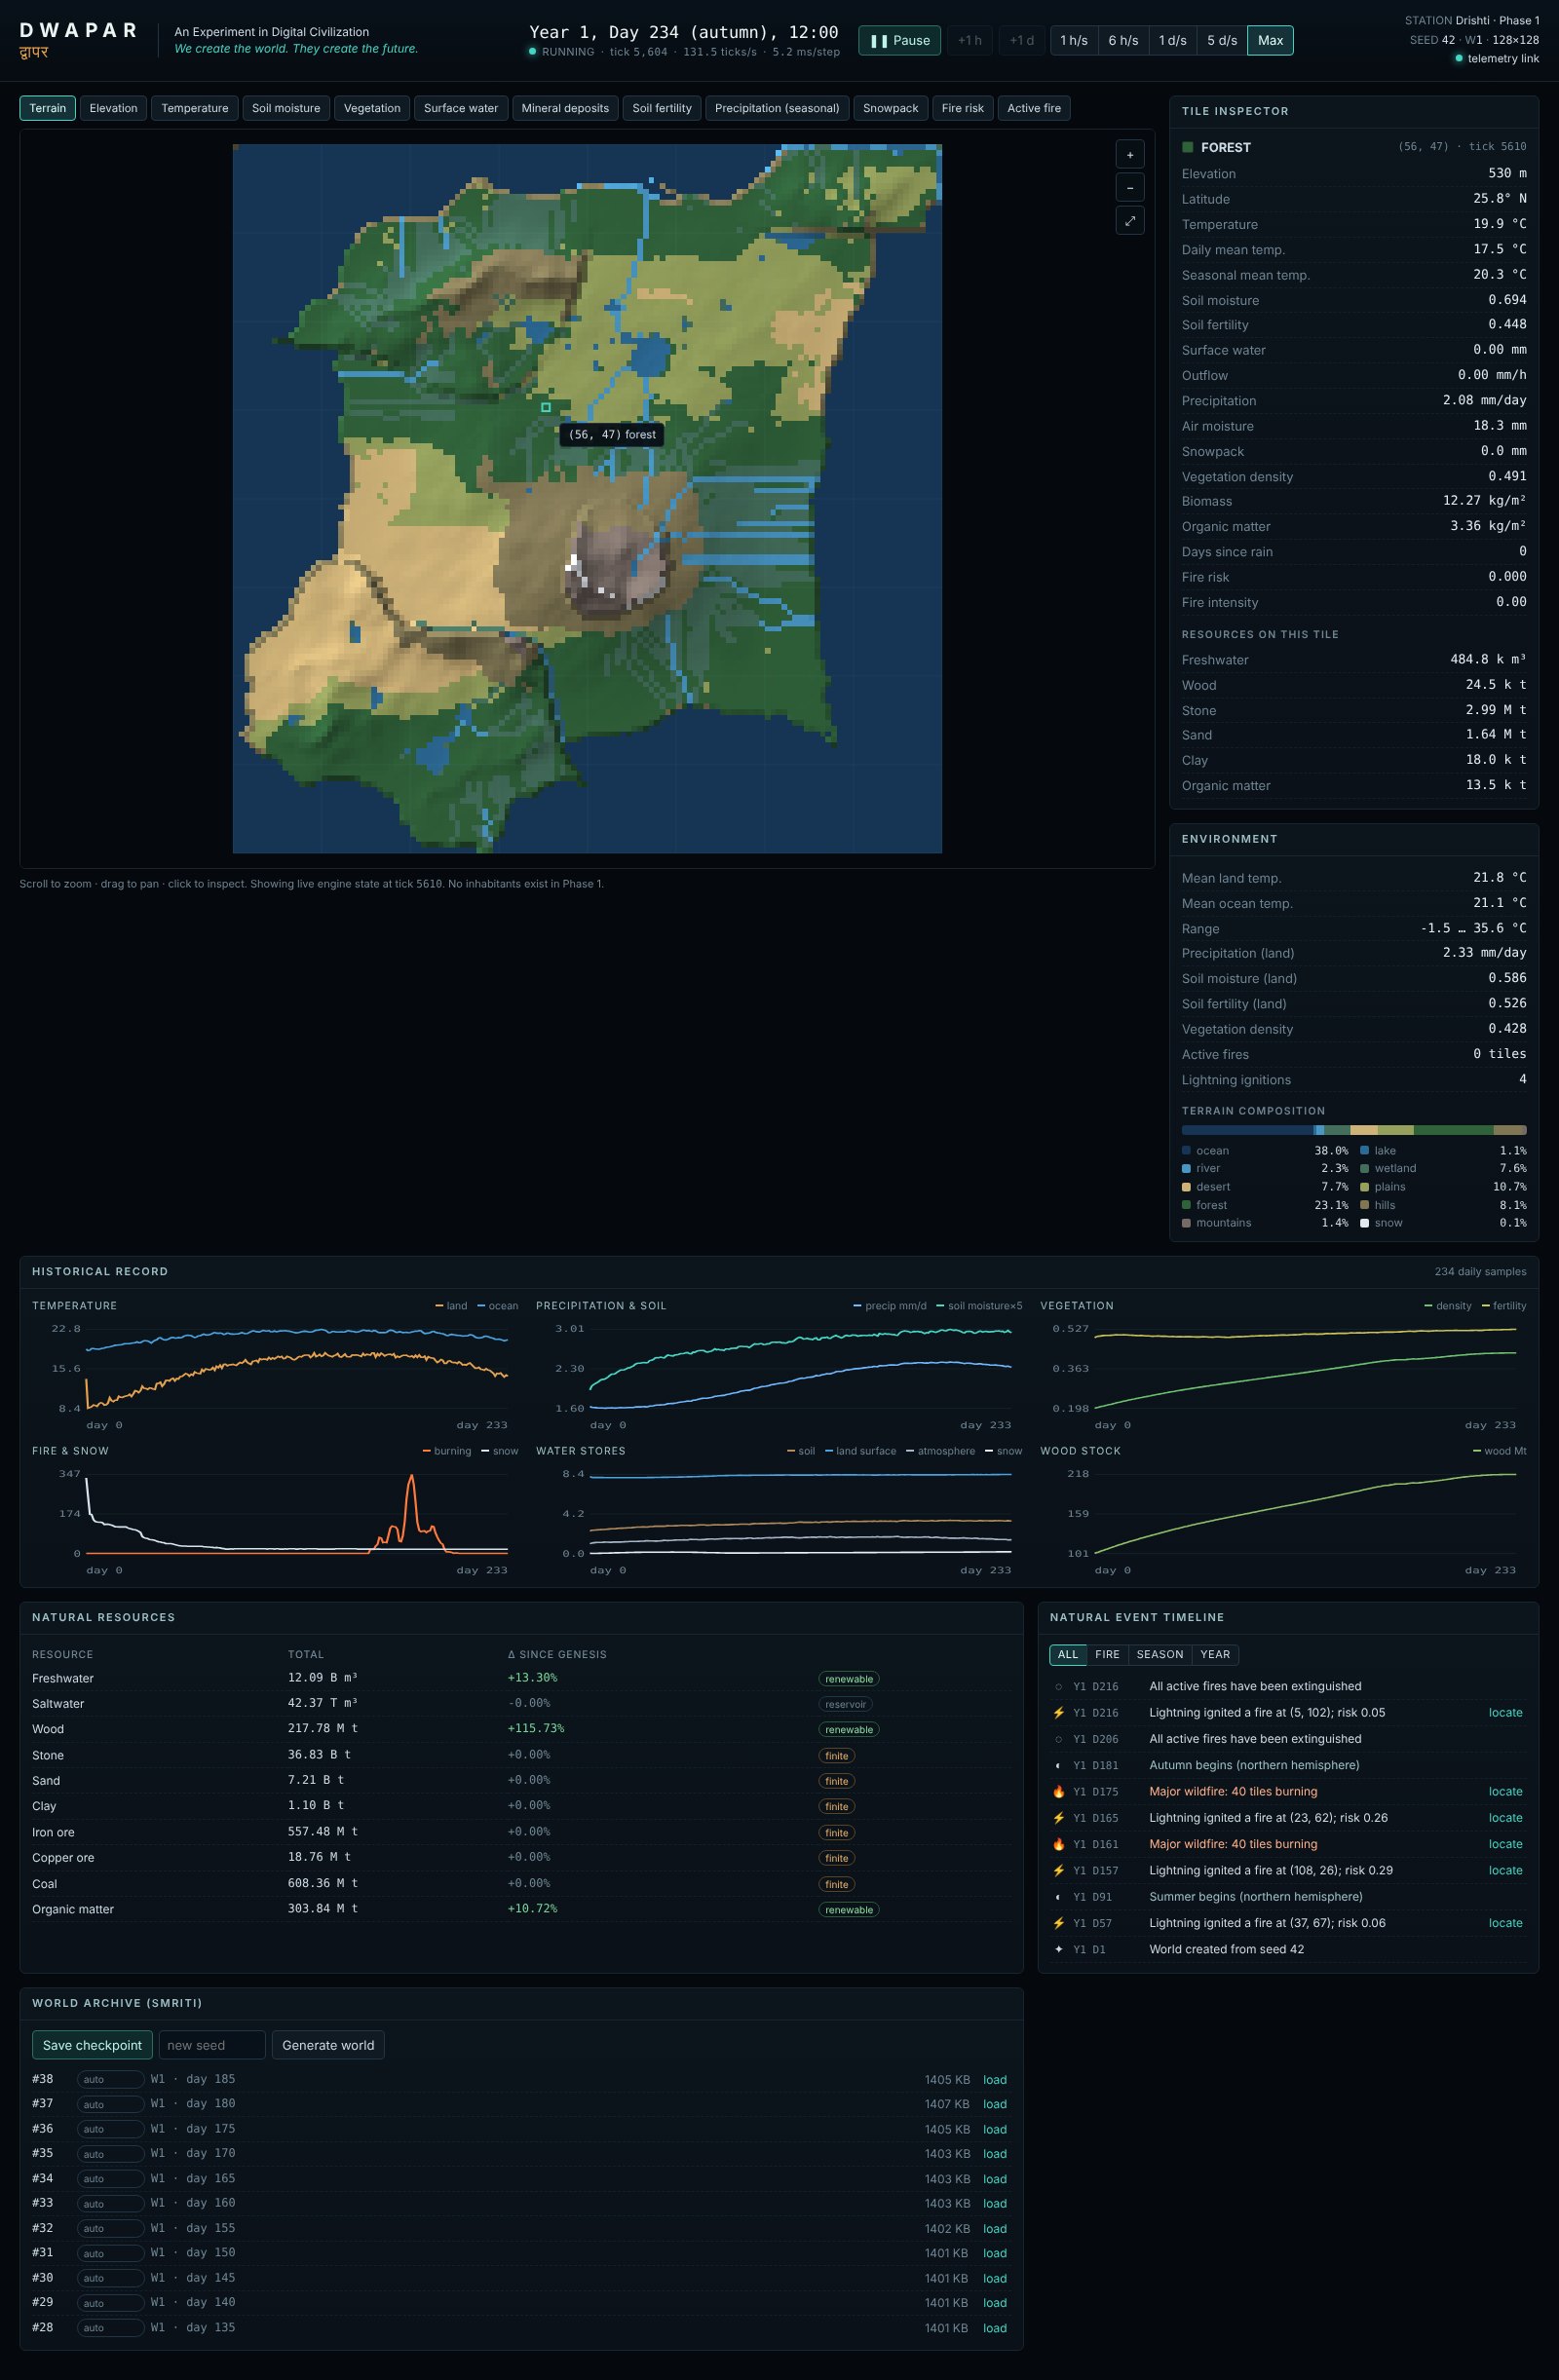 DWAPAR
द्वापर
An Experiment in Digital Civilization
We create the world. They create the future.
Year 1, Day 234 (autumn), 12:00
RUNNING · tick 5,604 · 131.5 ticks/s · 5.2 ms/step
Pause
+1 h
+1 d
1 h/s
6 h/s
1 d/s
5 d/s
Max
STATION Drishti · Phase 1
SEED 42 · W1 · 128×128
telemetry link
Terrain
Elevation
Temperature
Soil moisture
Vegetation
Surface water
Mineral deposits
Soil fertility
Precipitation (seasonal)
Snowpack
Fire risk
Active fire
+
−
(56, 47) forest
Scroll to zoom · drag to pan · click to inspect. Showing live engine state at tick 5610. No inhabitants exist in Phase 1.
TILE INSPECTOR
FOREST (56, 47) · tick 5610
Elevation 530 m
Latitude 25.8° N
Temperature 19.9 °C
Daily mean temp. 17.5 °C
Seasonal mean temp. 20.3 °C
Soil moisture 0.694
Soil fertility 0.448
Surface water 0.00 mm
Outflow 0.00 mm/h
Precipitation 2.08 mm/day
Air moisture 18.3 mm
Snowpack 0.0 mm
Vegetation density 0.491
Biomass 12.27 kg/m²
Organic matter 3.36 kg/m²
Days since rain 0
Fire risk 0.000
Fire intensity 0.00
RESOURCES ON THIS TILE
Freshwater 484.8 k m³
Wood 24.5 k t
Stone 2.99 M t
Sand 1.64 M t
Clay 18.0 k t
Organic matter 13.5 k t
ENVIRONMENT
Mean land temp. 21.8 °C
Mean ocean temp. 21.1 °C
Range -1.5 … 35.6 °C
Precipitation (land) 2.33 mm/day
Soil moisture (land) 0.586
Soil fertility (land) 0.526
Vegetation density 0.428
Active fires 0 tiles
Lightning ignitions 4
TERRAIN COMPOSITION
ocean 38.0% lake 1.1%
river 2.3% wetland 7.6%
desert 7.7% plains 10.7%
forest 23.1% hills 8.1%
mountains 1.4% snow 0.1%
HISTORICAL RECORD 234 daily samples
TEMPERATURE land ocean
22.8
15.6
8.4
day 0 day 233
PRECIPITATION & SOIL precip mm/d soil moisture×5
3.01
2.30
1.60
day 0 day 233
VEGETATION density fertility
0.527
0.363
0.198
day 0 day 233
FIRE & SNOW burning snow
347
174
0
day 0 day 233
WATER STORES soil land surface atmosphere snow
8.4
4.2
0.0
day 0 day 233
WOOD STOCK wood Mt
218
159
101
day 0 day 233
NATURAL RESOURCES
RESOURCE TOTAL Δ SINCE GENESIS
Freshwater 12.09 B m³ +13.30% renewable
Saltwater 42.37 T m³ -0.00% reservoir
Wood 217.78 M t +115.73% renewable
Stone 36.83 B t +0.00% finite
Sand 7.21 B t +0.00% finite
Clay 1.10 B t +0.00% finite
Iron ore 557.48 M t +0.00% finite
Copper ore 18.76 M t +0.00% finite
Coal 608.36 M t +0.00% finite
Organic matter 303.84 M t +10.72% renewable
NATURAL EVENT TIMELINE
ALL FIRE SEASON YEAR
Y1 D216 All active fires have been extinguished
Y1 D216 Lightning ignited a fire at (5, 102); risk 0.05 locate
Y1 D206 All active fires have been extinguished
Y1 D181 Autumn begins (northern hemisphere)
Y1 D175 Major wildfire: 40 tiles burning locate
Y1 D165 Lightning ignited a fire at (23, 62); risk 0.26 locate
Y1 D161 Major wildfire: 40 tiles burning locate
Y1 D157 Lightning ignited a fire at (108, 26); risk 0.29 locate
Y1 D91 Summer begins (northern hemisphere)
Y1 D57 Lightning ignited a fire at (37, 67); risk 0.06 locate
Y1 D1 World created from seed 42
WORLD ARCHIVE (SMRITI)
Save checkpoint new seed Generate world
#38 auto W1 · day 185 1405 KB load
#37 auto W1 · day 180 1407 KB load
#36 auto W1 · day 175 1405 KB load
#35 auto W1 · day 170 1403 KB load
#34 auto W1 · day 165 1403 KB load
#33 auto W1 · day 160 1403 KB load
#32 auto W1 · day 155 1402 KB load
#31 auto W1 · day 150 1401 KB load
#30 auto W1 · day 145 1401 KB load
#29 auto W1 · day 140 1401 KB load
#28 auto W1 · day 135 1401 KB load